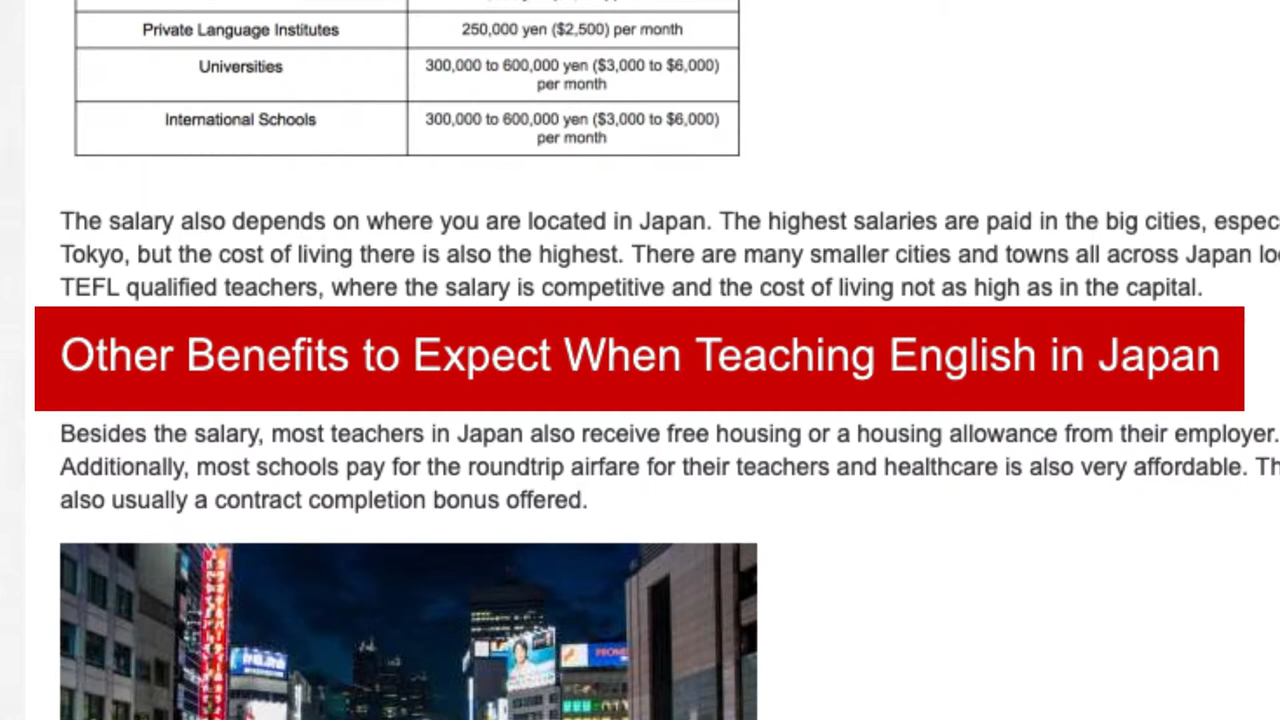 Private Language Institutes
250,000 yen ($2,500) per month
Universities
300,000 to 600,000 yen ($3,000 to $6,000)
per month
International Schools
300,000 to 600,000 yen ($3,000 to $6,000)
per month
The salary also depends on where you are located in Japan. The highest salaries are paid in the big cities, espec
Tokyo, but the cost of living there is also the highest. There are many smaller cities and towns all across Japan lo
TEFL qualified teachers, where the salary is competitive and the cost of living not as high as in the capital.
Other Benefits to Expect When Teaching English in Japan
Besides the salary, most teachers in Japan also receive free housing or a housing allowance from their employer.
Additionally, most schools pay for the roundtrip airfare for their teachers and healthcare is also very affordable. Th
also usually a contract completion bonus offered.